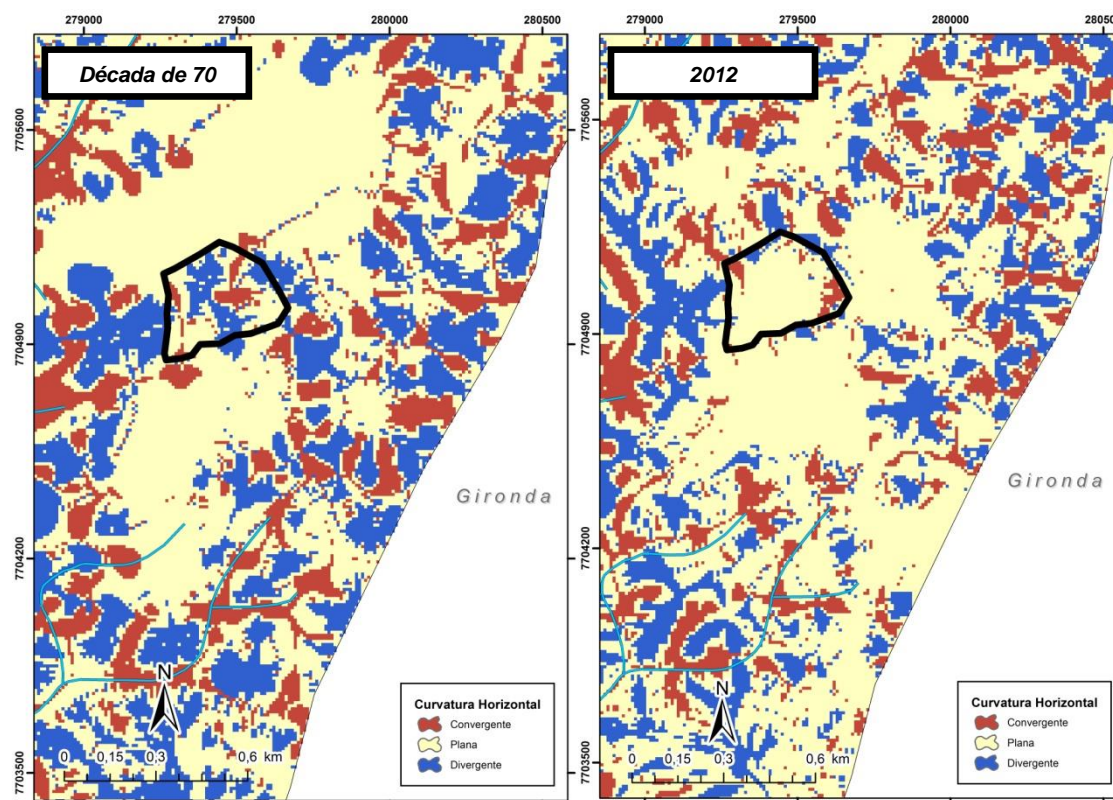 279000 279500 280000 280500
Década de 70
7705600
7704900
7704200
7703500
Gironda
N
0 0,15 0,3 0,6 km
Curvatura Horizontal
Convergente
Plana
Divergente
279000 279500 280000 280500
2012
7705600
7704900
7704200
7703500
Gironda
N
0 0,15 0,3 0,6 km
Curvatura Horizontal
Convergente
Plana
Divergente